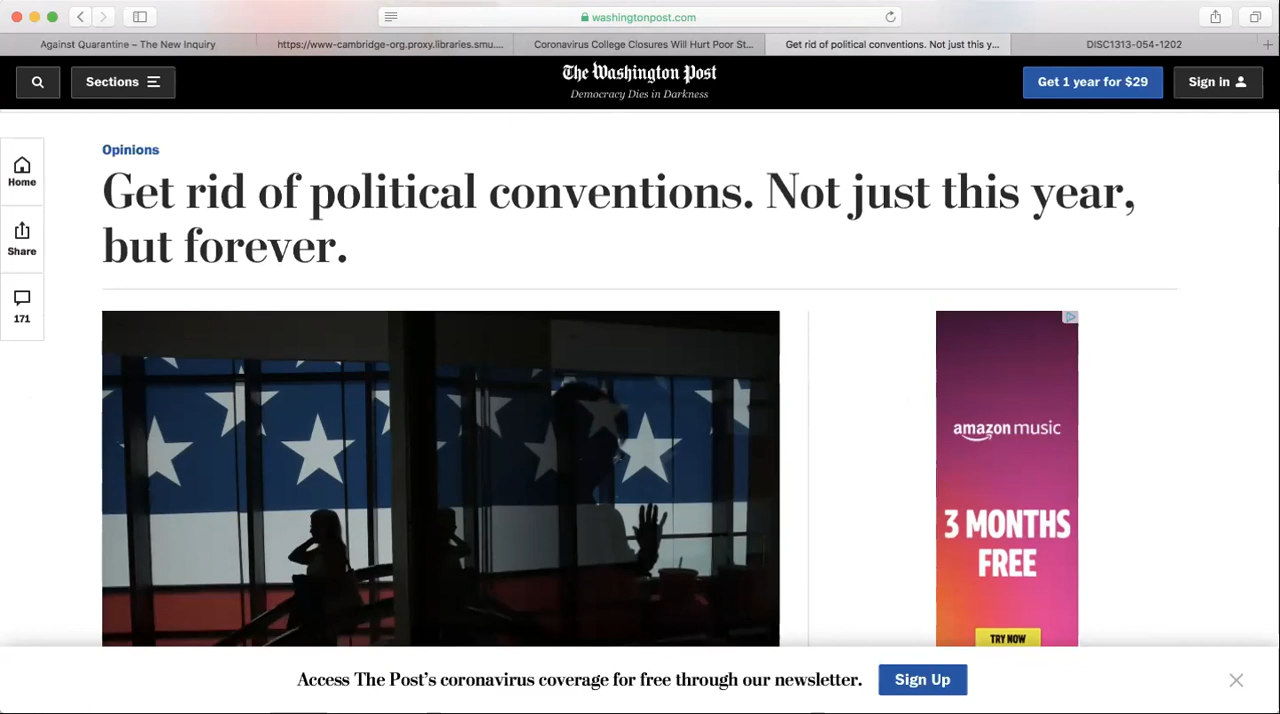 washingtonpost.com
Against Quarantine – The New Inquiry
https://www-cambridge-org.proxy.libraries.smu....
Coronavirus College Closures Will Hurt Poor St...
Get rid of political conventions. Not just this y...
DISC1313-054-1202
Sections
The Washington Post
Democracy Dies in Darkness
Get 1 year for $29
Sign in
Home
Share
171
Opinions
Get rid of political conventions. Not just this year,
but forever.
amazon music
3 MONTHS
FREE
TRY NOW
Access The Post’s coronavirus coverage for free through our newsletter.
Sign Up